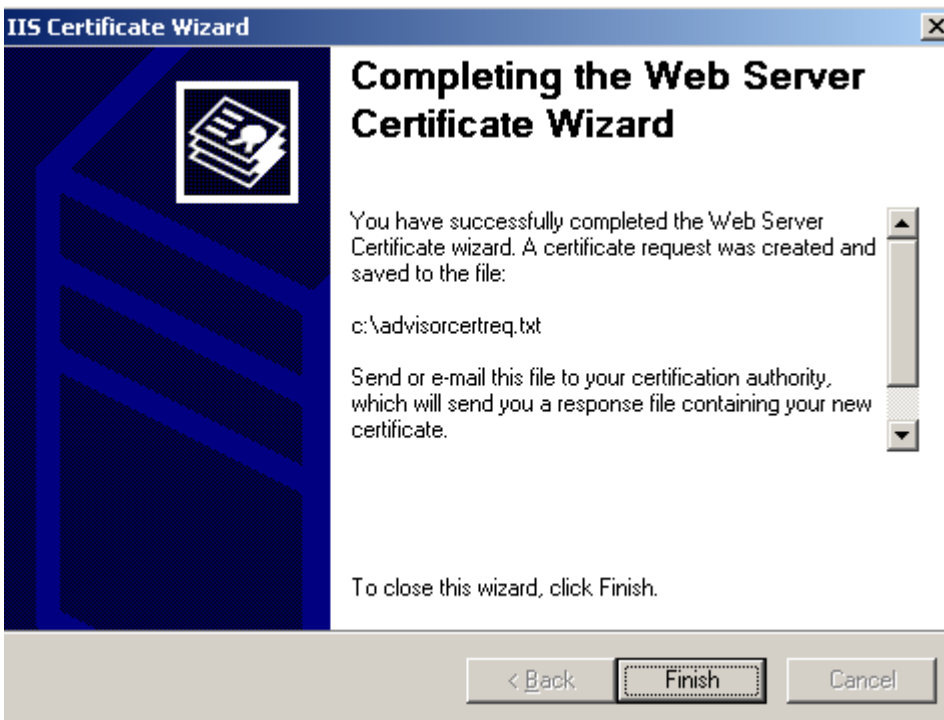 IIS Certificate Wizard
Completing the Web Server
Certificate Wizard
You have successfully completed the Web Server
Certificate wizard. A certificate request was created and
saved to the file:
c:\advisorcertreq.txt
Send or e-mail this file to your certification authority,
which will send you a response file containing your new
certificate.
To close this wizard, click Finish.
< Back Finish Cancel